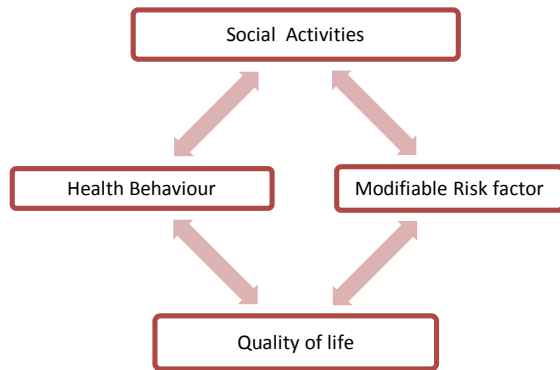 Social Activities
Health Behaviour
Modifiable Risk factor
Quality of life